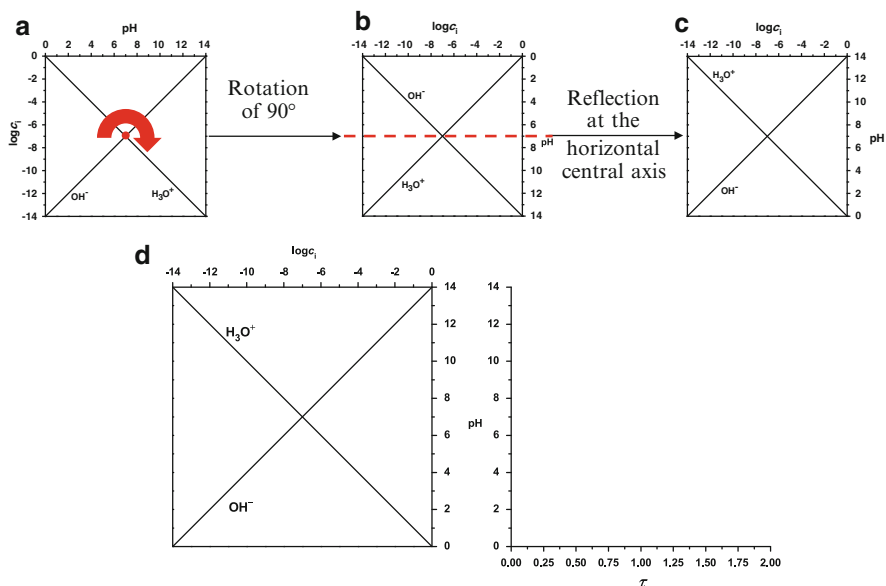 a
pH
0 2 4 6 8 10 12 14
logcᵢ
0
-2
-4
-6
-8
-10
-12
-14
OH⁻
H₃O⁺
Rotation
of 90°
b
logcᵢ
-14 -12 -10 -8 -6 -4 -2 0
0
2
4
6
pH
8
10
12
14
OH⁻
H₃O⁺
Reflection
at the
horizontal
central axis
c
logcᵢ
-14 -12 -10 -8 -6 -4 -2 0
14
12
10
8
6
4
2
0
pH
H₃O⁺
OH⁻
d
logcᵢ
-14 -12 -10 -8 -6 -4 -2 0
14
12
10
8
6
4
2
0
H₃O⁺
OH⁻
pH
14
12
10
8
6
4
2
0
0.00 0.25 0.50 0.75 1.00 1.25 1.50 1.75 2.00
τ